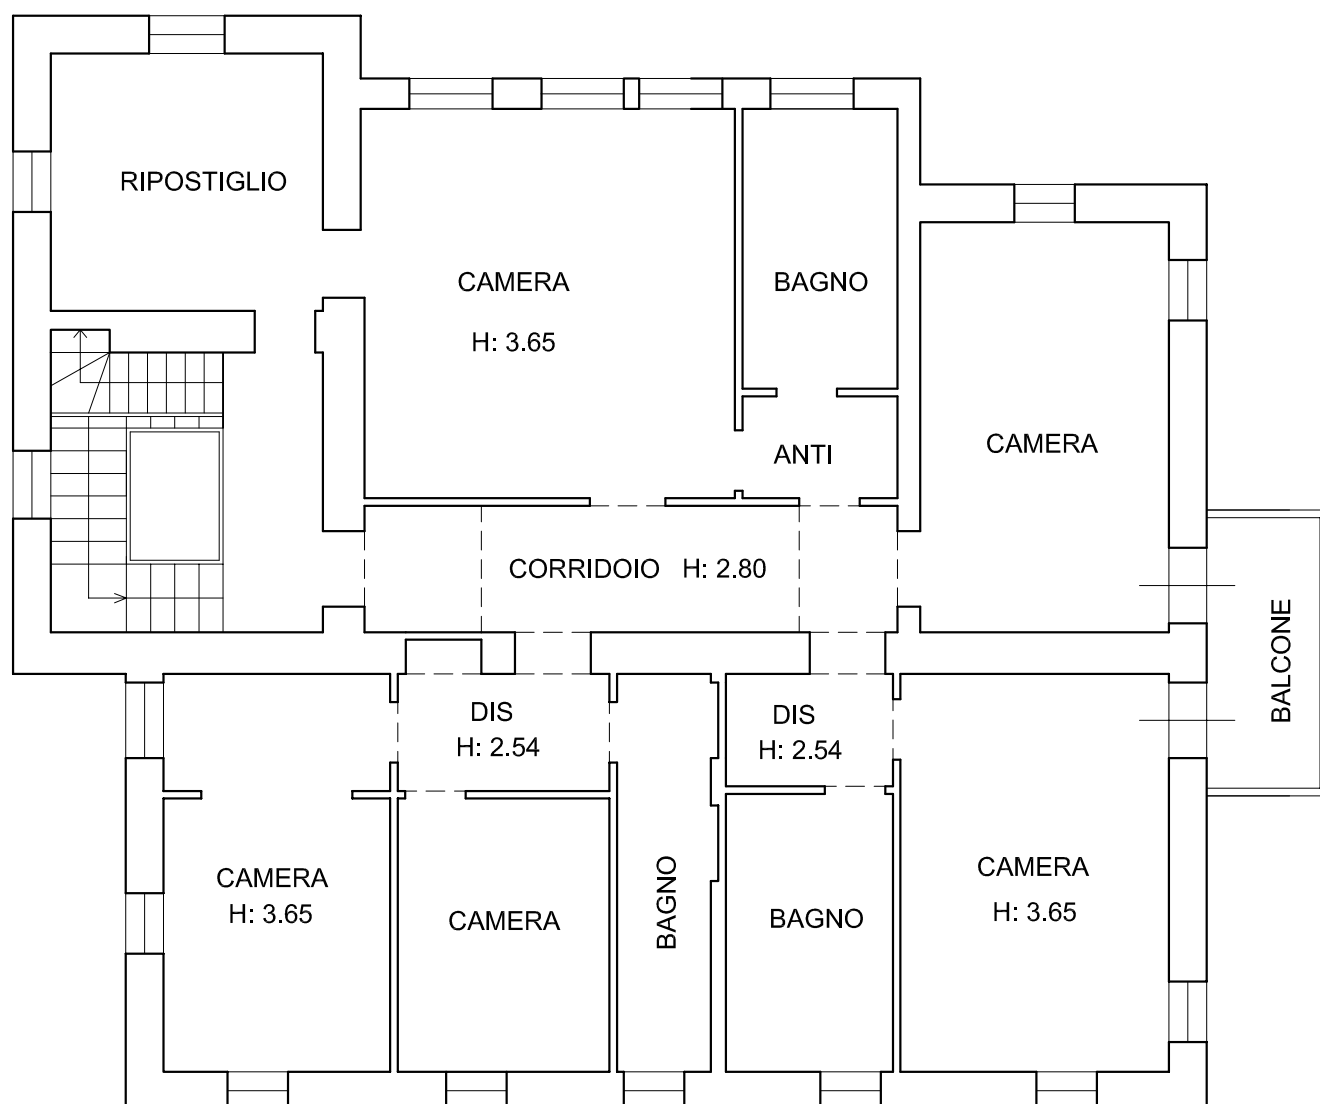 RIPOSTIGLIO
CAMERA
H: 3.65
BAGNO
ANTI
CAMERA
CORRIDOIO H: 2.80
BALCONE
DIS
H: 2.54
DIS
H: 2.54
CAMERA
H: 3.65
CAMERA
BAGNO
BAGNO
CAMERA
H: 3.65